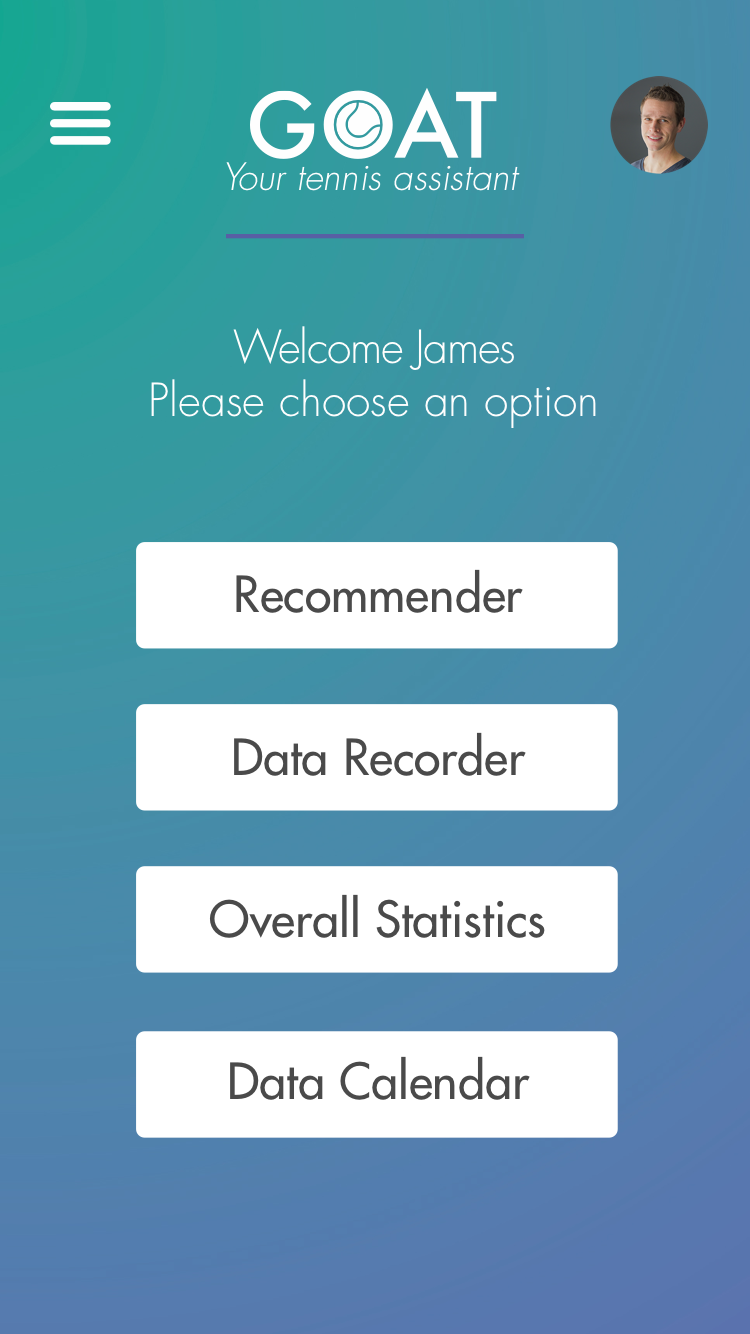 GOAT
Your tennis assistant
Welcome James
Please choose an option
Recommender
Data Recorder
Overall Statistics
Data Calendar